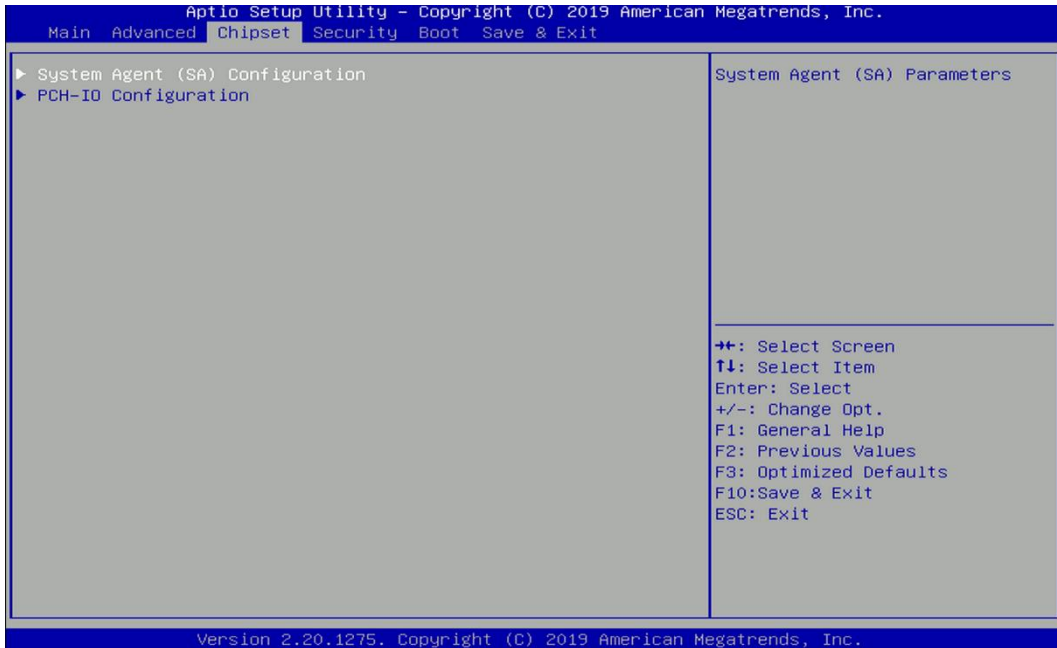 Aptio Setup Utility – Copyright (C) 2019 American Megatrends, Inc.
Main Advanced Chipset Security Boot Save & Exit
▶ System Agent (SA) Configuration
▶ PCH-IO Configuration
System Agent (SA) Parameters
→←: Select Screen
↑↓: Select Item
Enter: Select
+/-: Change Opt.
F1: General Help
F2: Previous Values
F3: Optimized Defaults
F10:Save & Exit
ESC: Exit
Version 2.20.1275. Copyright (C) 2019 American Megatrends, Inc.